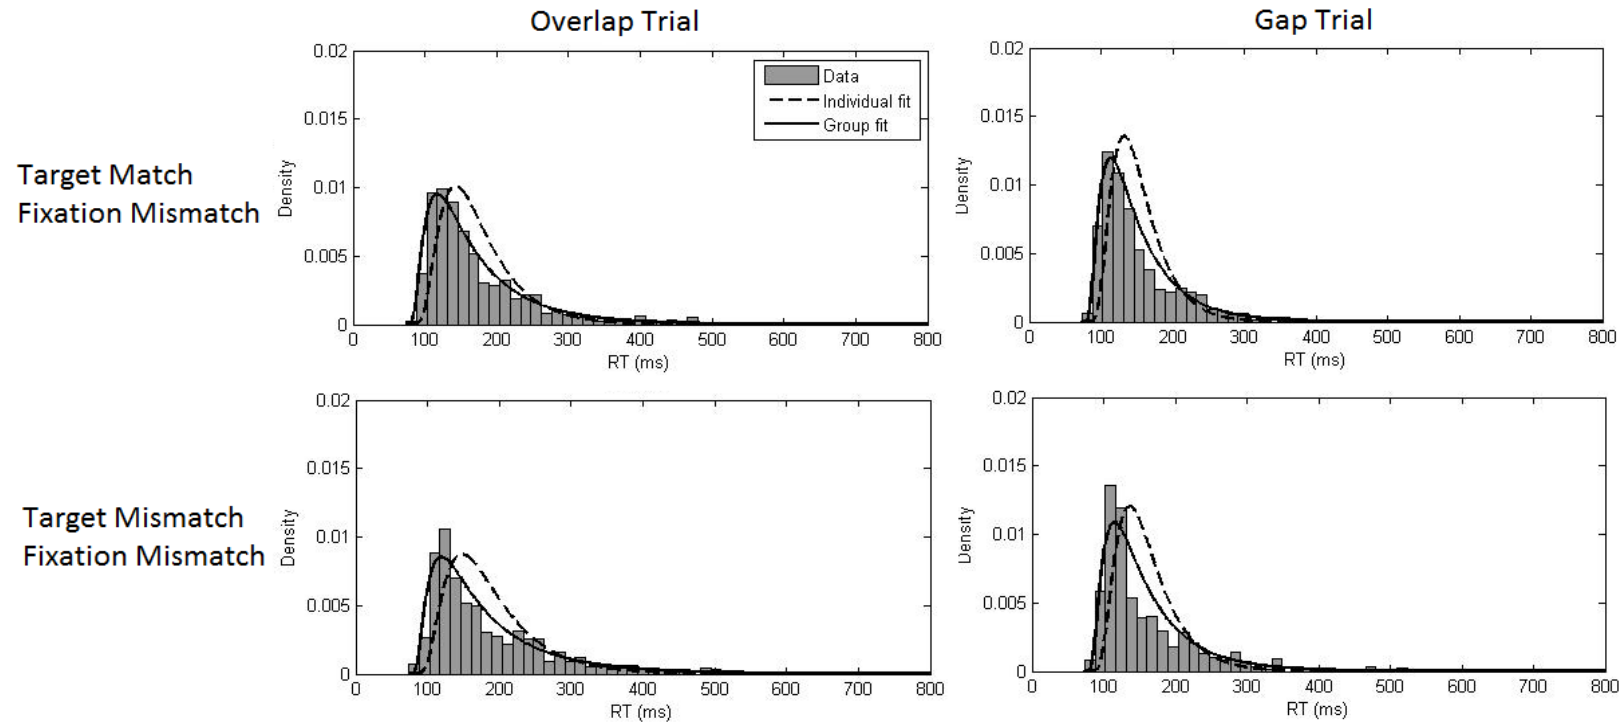 Overlap Trial
Gap Trial
Target Match
Fixation Mismatch
0.02
0.015
0.01
0.005
0
Density
Data
Individual fit
Group fit
0 100 200 300 400 500 600 700 800
RT (ms)
0.02
0.015
0.01
0.005
0
Density
0 100 200 300 400 500 600 700 800
RT (ms)
Target Mismatch
Fixation Mismatch
0.02
0.015
0.01
0.005
0
Density
0 100 200 300 400 500 600 700 800
RT (ms)
0.02
0.015
0.01
0.005
0
Density
0 100 200 300 400 500 600 700 800
RT (ms)